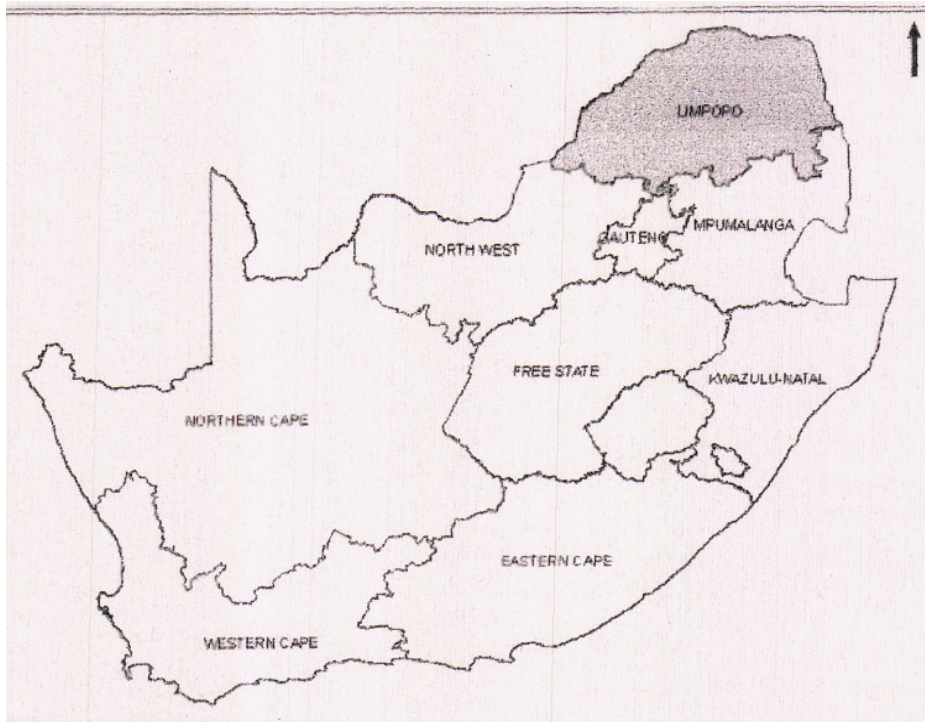 LIMPOPO
MPUMALANGA
GAUTENG
NORTH WEST
FREE STATE
KWAZULU-NATAL
NORTHERN CAPE
EASTERN CAPE
WESTERN CAPE